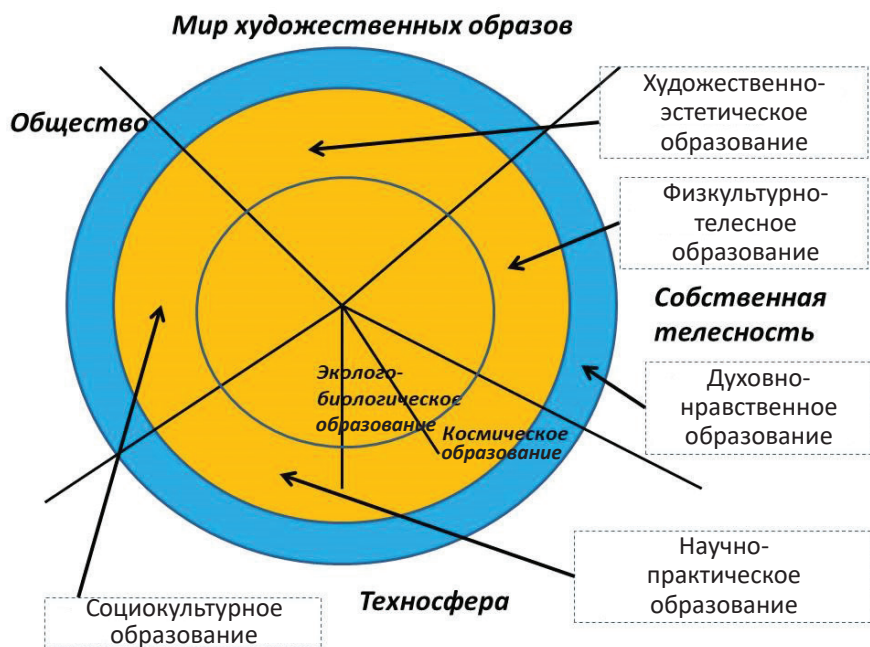 Мир художественных образов
Художественно-
эстетическое
образование
Общество
Физкультурно-
телесное
образование
Собственная
телесность
Эколого-
биологическое
образование
Космическое
образование
Духовно-
нравственное
образование
Научно-
практическое
образование
Техносфера
Социокультурное
образование